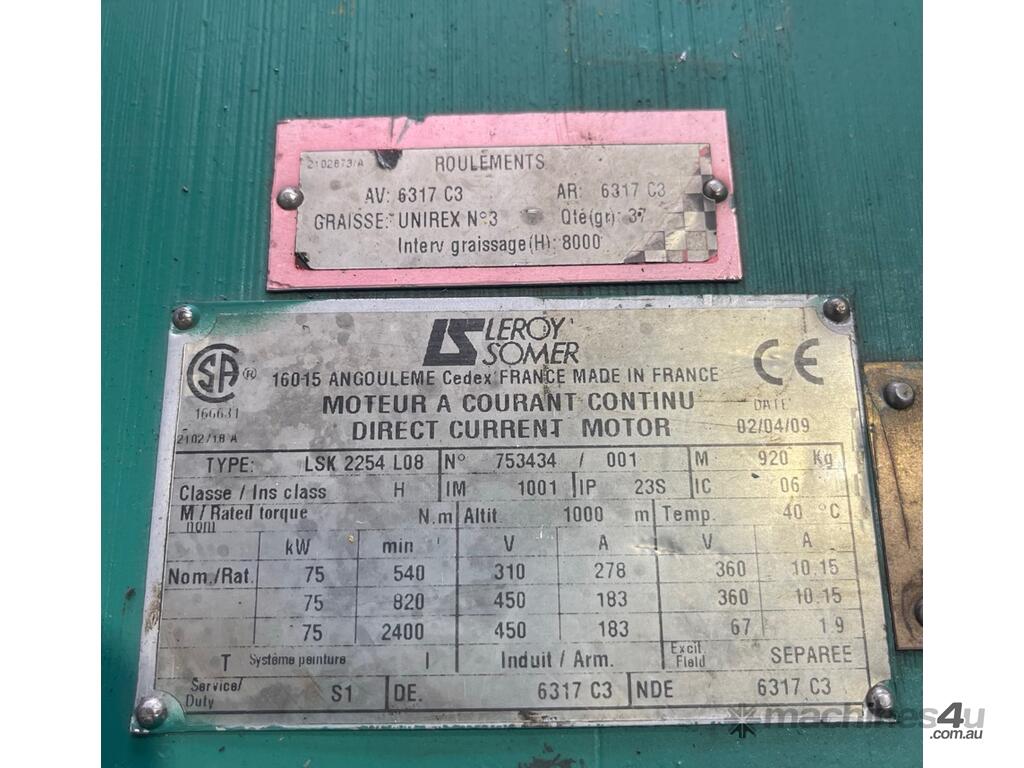 2102673/A ROULEMENTS
AV: 6317 C3 AR: 6317 C3
GRAISSE: UNIREX N°3 Qté(gr): 37
Interv graissage(H): 8000
LS LEROY SOMER
CSA ® CE
16015 ANGOULEME Cedex FRANCE MADE IN FRANCE
166631 MOTEUR A COURANT CONTINU DATE
2102718 A DIRECT CURRENT MOTOR 02/04/09
TYPE: LSK 2254 L08 N° 753434 / 001 M 920 Kg
Classe / Ins class H IM 1001 IP 23S IC 06
M / Rated torque N.m Altit. 1000 m Temp. 40 °C
nom
kW min V A V A
Nom./Rat. 75 540 310 278 360 10.15
75 820 450 183 360 10.15
75 2400 450 183 67 1.9
T Système peinture I Induit / Arm. Excit. Field SEPAREE
Service/ Duty S1 DE. 6317 C3 NDE 6317 C3
machines4u
.com.au